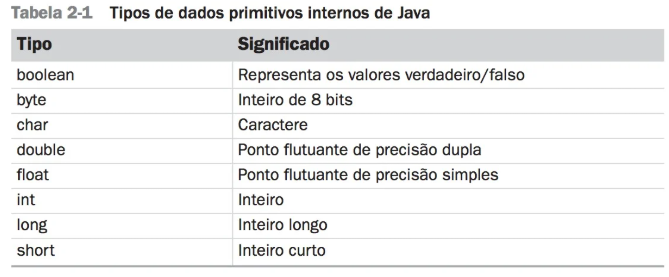 Tabela 2-1 Tipos de dados primitivos internos de Java
Tipo Significado
boolean Representa os valores verdadeiro/falso
byte Inteiro de 8 bits
char Caractere
double Ponto flutuante de precisão dupla
float Ponto flutuante de precisão simples
int Inteiro
long Inteiro longo
short Inteiro curto